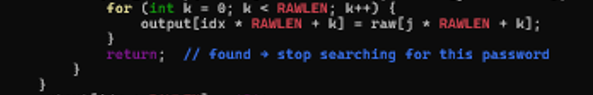 for (int k = 0; k < RAWLEN; k++) {
output[idx * RAWLEN + k] = raw[j * RAWLEN + k];
}
return;  // found → stop searching for this password
}
}